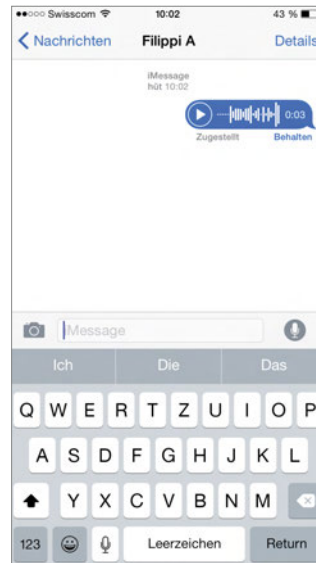 Swisscom 10:02 43 %
Nachrichten Filippi A Details
iMessage
hüt 10:02
0:03
Zugestellt Behalten
iMessage
Ich Die Das
Q W E R T Z U I O P
A S D F G H J K L
Y X C V B N M
123 Leerzeichen Return